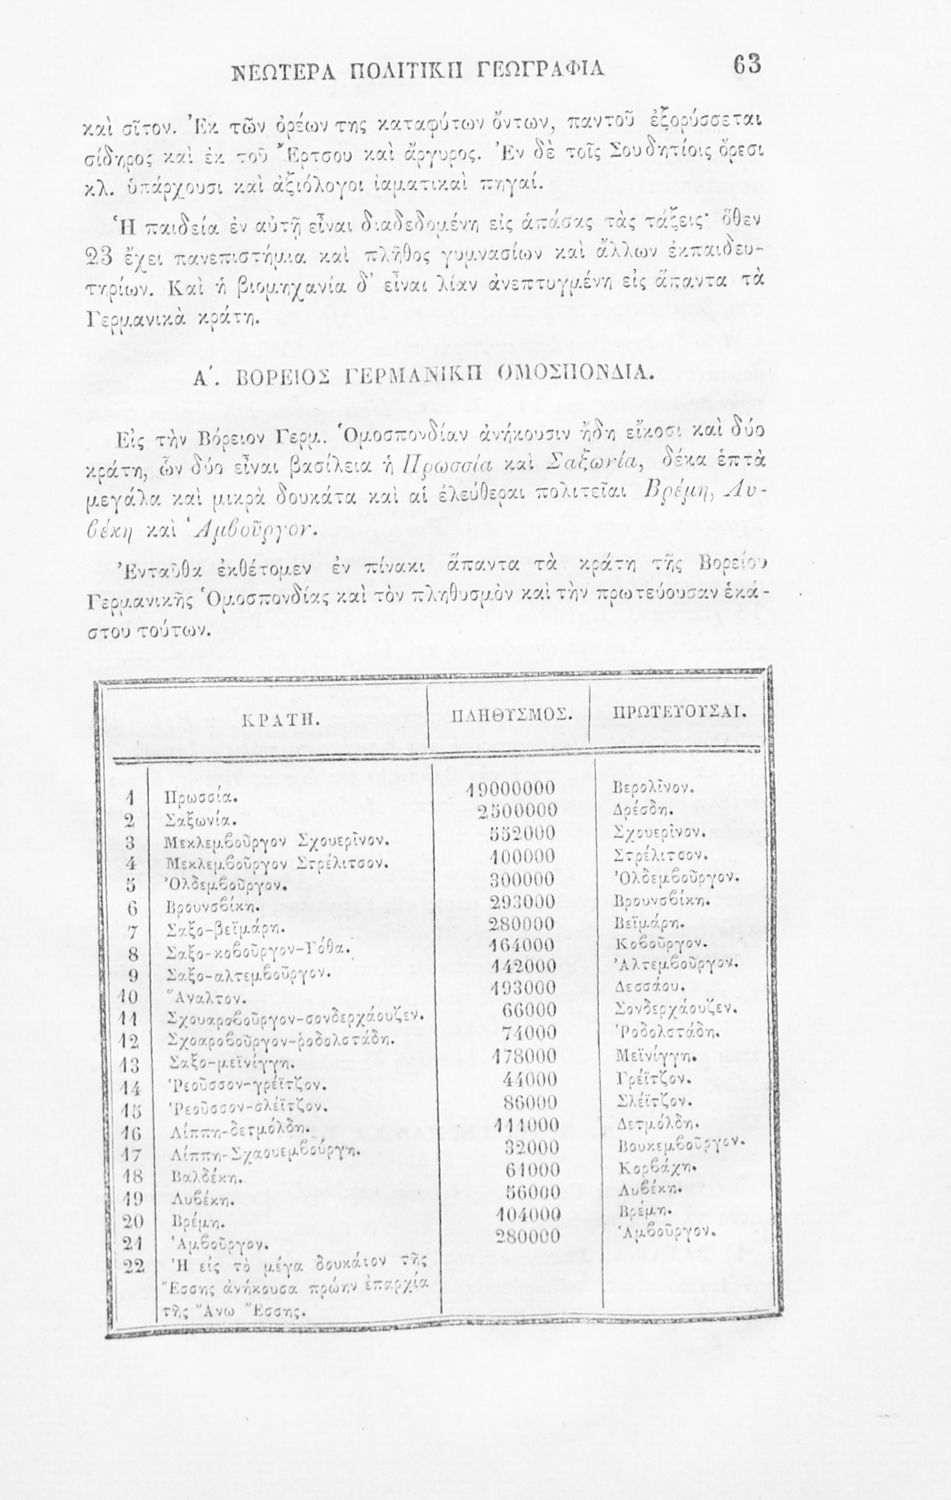 ΝΕΩΤΕΡΑ ΠΟΛΙΤΙΚΗ ΓΕΩΓΡΑΦΙΑ 63
καὶ σῖτον. Ἐκ τῶν ὀρέων της καταφύτων ὄντων, παντοῦ ἐξορύσσεται
σίδηρος καὶ ἐκ τοῦ Ἔρτσου καὶ ἄργυρος. Ἐν δὲ τοῖς Σουδητίοις ὄρεσι
κλ. ὑπάρχουσι καὶ ἀξιόλογοι ἰαματικαὶ πηγαί.
Ἡ παιδεία ἐν αὐτῇ εἶναι διαδεδομένη εἰς ἁπάσας τὰς τάξεις· ὅθεν
23 ἔχει πανεπιστήμια καὶ πλῆθος γυμνασίων καὶ ἄλλων ἐκπαιδευ-
τηρίων. Καὶ ἡ βιομηχανία δ' εἶναι λίαν ἀνεπτυγμένη εἰς ἅπαντα τὰ
Γερμανικὰ κράτη.
Α'. ΒΟΡΕΙΟΣ ΓΕΡΜΑΝΙΚΗ ΟΜΟΣΠΟΝΔΙΑ.
Εἰς τὴν Βόρειον Γερμ. Ὁμοσπονδίαν ἀνήκουσιν ἤδη εἴκοσι καὶ δύο
κράτη, ὧν δύο εἶναι βασίλεια ἡ Πρωσσία καὶ Σαξωνία, δέκα ἑπτὰ
μεγάλα καὶ μικρὰ δουκάτα καὶ αἱ ἐλεύθεραι πολιτεῖαι Βρέμη, Λυ-
βέκη καὶ Ἀμβοῦργον.
Ἐνταῦθα ἐκθέτομεν ἐν πίνακι ἅπαντα τὰ κράτη τῆς Βορείου
Γερμανικῆς Ὁμοσπονδίας καὶ τὸν πληθυσμὸν καὶ τὴν πρωτεύουσαν ἑκά-
στου τούτων.
ΚΡΑΤΗ. ΠΛΗΘΥΣΜΟΣ. ΠΡΩΤΕΥΟΥΣΑΙ.
1 Πρωσσία. 19000000 Βερολῖνον.
2 Σαξωνία. 2500000 Δρέσδη.
3 Μεκλεμβοῦργον Σχουερῖνον. 552000 Σχουερῖνον.
4 Μεκλεμβοῦργον Στρέλιτσον. 100000 Στρέλιτσον.
5 Ὀλδεμβοῦργον. 300000 Ὀλδεμβοῦργον.
6 Βρουνσβίκη. 293000 Βρουνσβίκη.
7 Σαξο-βεϊμάρη. 280000 Βεϊμάρη.
8 Σαξο-κοβοῦργον-Γόθα. 164000 Κοβοῦργον.
9 Σαξο-αλτεμβοῦργον. 142000 Ἀλτεμβοῦργον.
10 Ἄναλτον. 193000 Δεσσάου.
11 Σχουαροβοῦργον-σονδερχάουζεν. 66000 Σονδερχάουζεν.
12 Σχοαροβοῦργον-ῥοδολστάδη. 74000 Ῥοδολστάδη.
13 Σαξο-μεϊνίγγη. 178000 Μεϊνίγγη.
14 Ῥεοῦσσον-γρέϊτζον. 44000 Γρέϊτζον.
15 Ῥεοῦσσον-σλέϊτζον. 86000 Σλέϊτζον.
16 Λίππη-δετμόλδη. 111000 Δετμόλδη.
17 Λίππη-Σχαουεμβούργη. 32000 Βουκεμβοῦργον.
18 Βαλδέκη. 61000 Κορβάχη.
19 Λυβέκη. 56000 Λυβέκη.
20 Βρέμη. 104000 Βρέμη.
21 Ἀμβοῦργον. 280000 Ἀμβοῦργον.
22 Ἡ εἰς τὸ μέγα δουκάτον τῆς
Ἕσσης ἀνήκουσα πρώην ἐπαρχία
τῆς Ἄνω Ἕσσης.